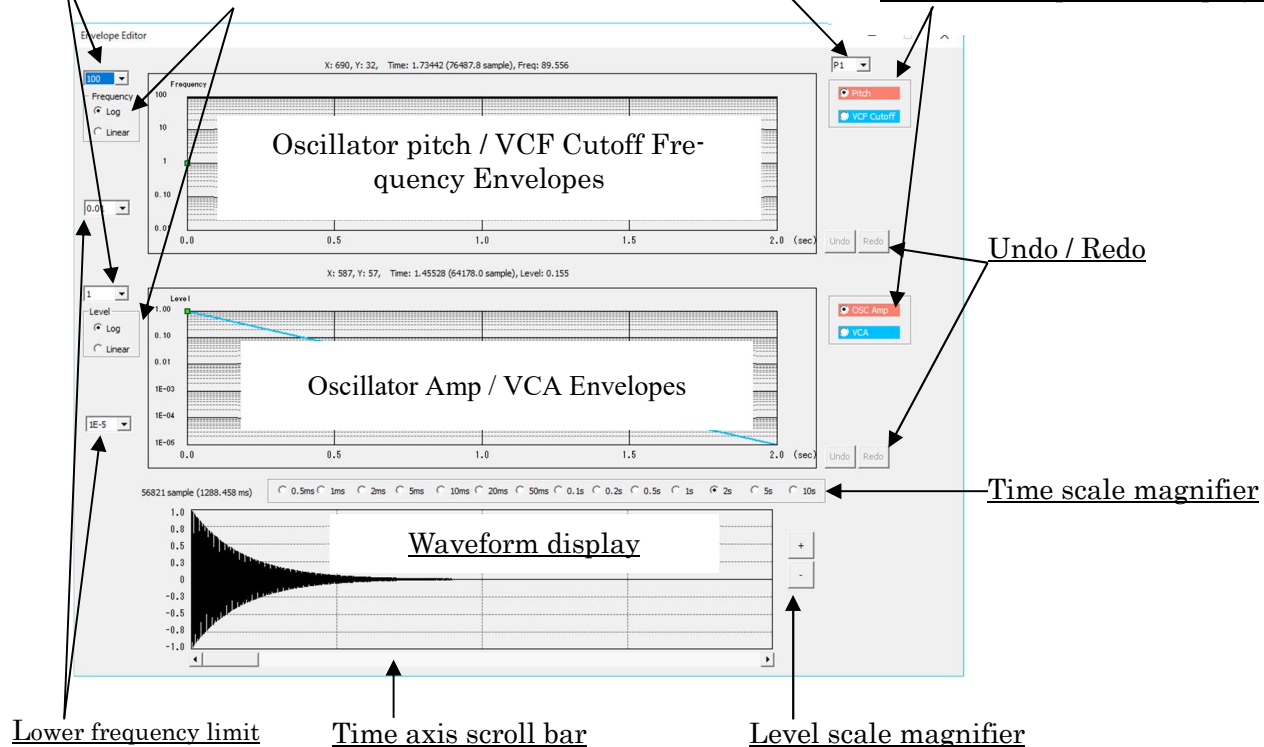 Envelope Editor
X: 690, Y: 32, Time: 1.73442 (76487.8 sample), Freq: 89.556
P1
100
Frequency
Log
Linear
0.01
Frequency
100
10
1
0.10
0.01
0.0 0.5 1.0 1.5 2.0 (sec)
Oscillator pitch / VCF Cutoff Fre-
quency Envelopes
Pitch
VCF Cutoff
Undo Redo
Undo / Redo
X: 587, Y: 57, Time: 1.45528 (64178.0 sample), Level: 0.155
1
Level
Log
Linear
1E-5
Level
1.00
0.10
0.01
1E-03
1E-04
1E-05
0.0 0.5 1.0 1.5 2.0 (sec)
Oscillator Amp / VCA Envelopes
OSC Amp
VCA
Undo Redo
56821 sample (1288.458 ms) 0.5ms 1ms 2ms 5ms 10ms 20ms 50ms 0.1s 0.2s 0.5s 1s 2s 5s 10s
Time scale magnifier
1.0
0.8
0.5
0.3
0
-0.3
-0.5
-0.8
-1.0
Waveform display
+
-
Lower frequency limit Time axis scroll bar Level scale magnifier